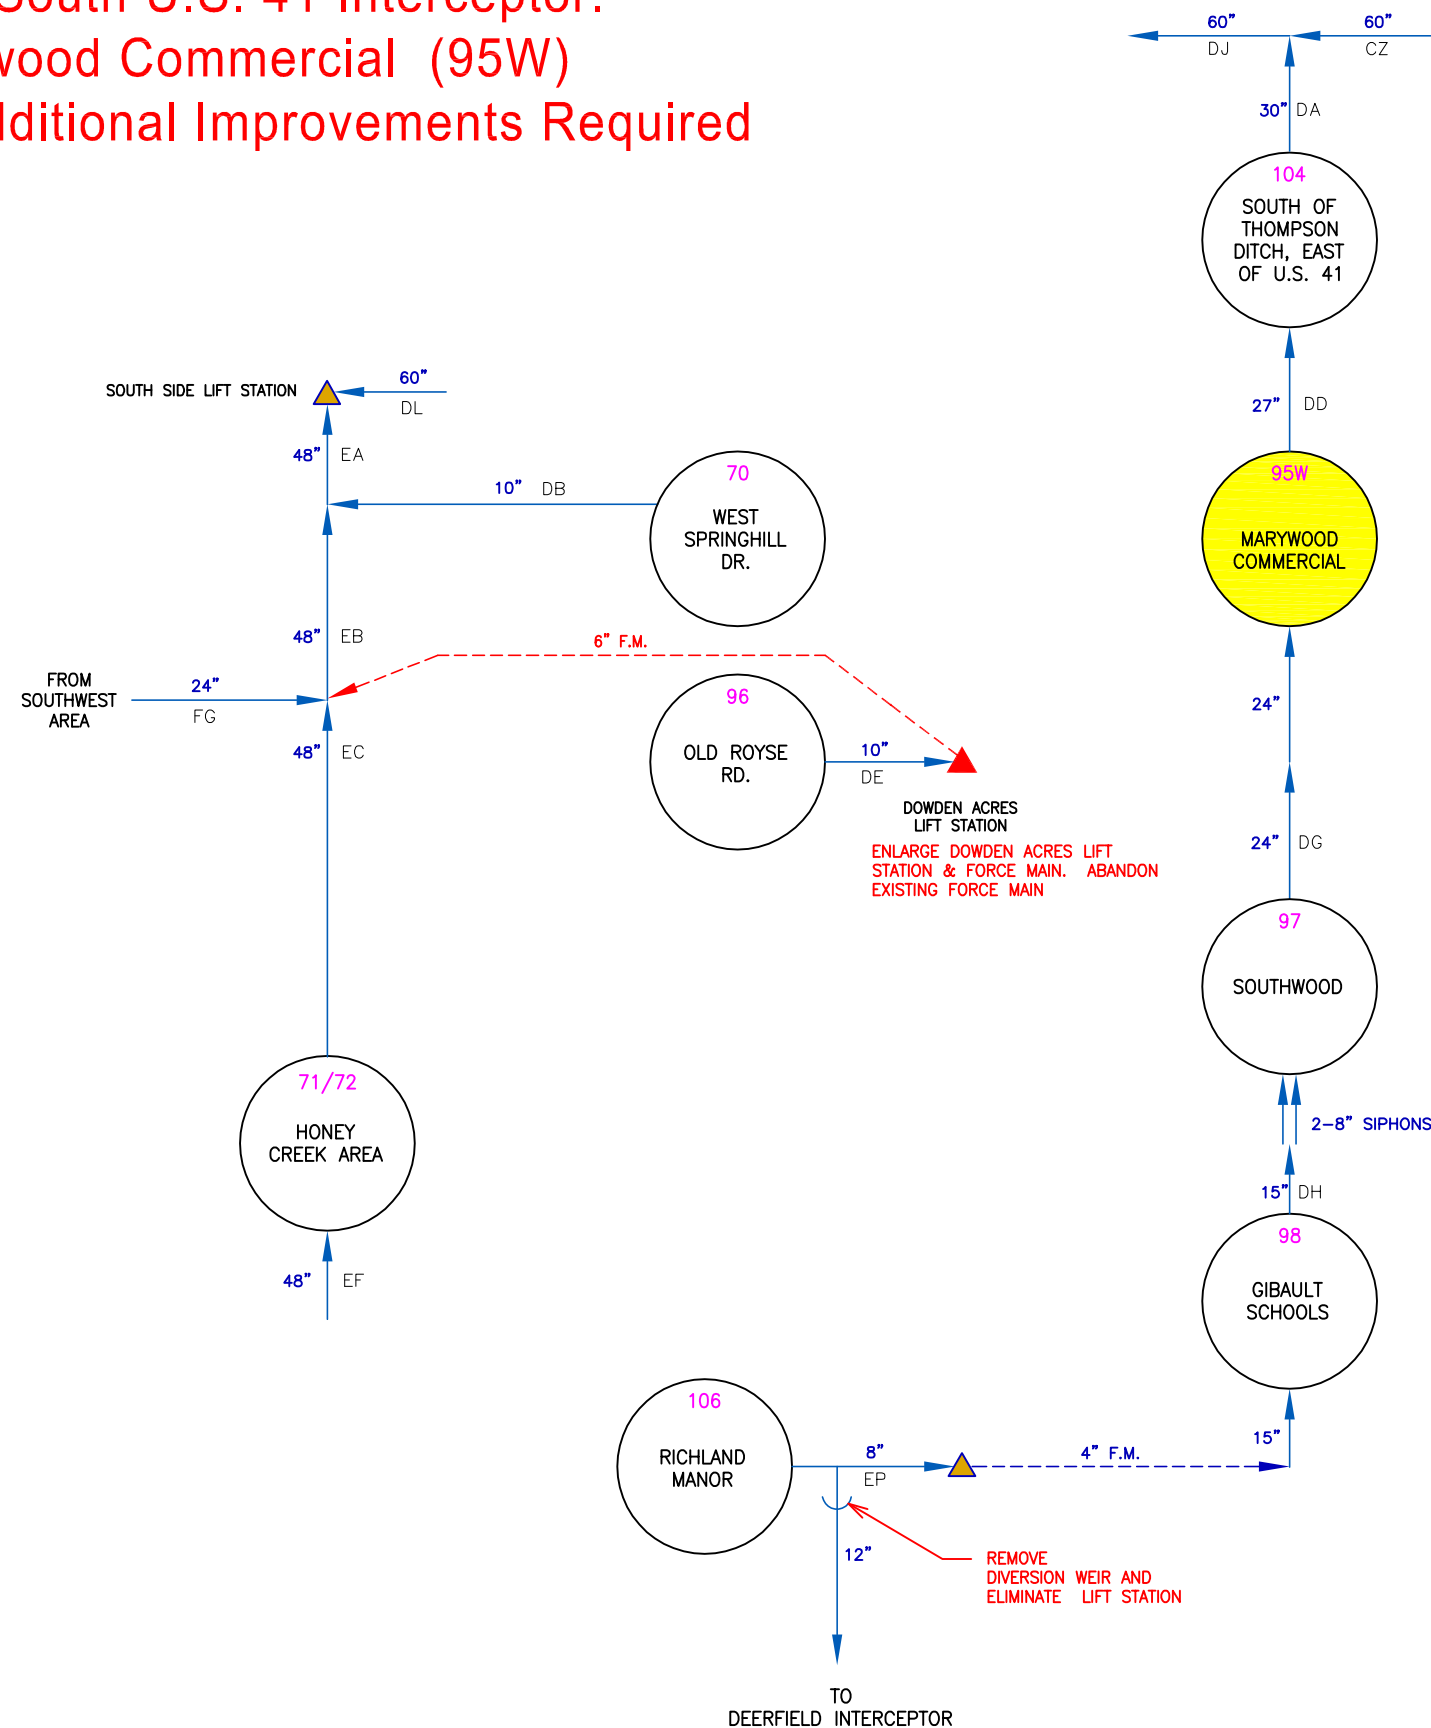 South U.S. 41 Interceptor:
wood Commercial (95W)
ditional Improvements Required
60”
DJ
60”
CZ
30”
DA
104
SOUTH OF
THOMPSON
DITCH, EAST
OF U.S. 41
27”
DD
SOUTH SIDE LIFT STATION
60”
DL
48”
EA
10”
DB
70
WEST
SPRINGHILL
DR.
95W
MARYWOOD
COMMERCIAL
48”
EB
6” F.M.
FROM
SOUTHWEST
AREA
24”
FG
48”
EC
96
OLD ROYSE
RD.
10”
DE
24”
DOWDEN ACRES
LIFT STATION
ENLARGE DOWDEN ACRES LIFT
STATION & FORCE MAIN. ABANDON
EXISTING FORCE MAIN
24”
DG
97
SOUTHWOOD
71/72
HONEY
CREEK AREA
2-8” SIPHONS
15”
DH
48”
EF
98
GIBAULT
SCHOOLS
106
RICHLAND
MANOR
8”
EP
4” F.M.
15”
12”
REMOVE
DIVERSION WEIR AND
ELIMINATE LIFT STATION
TO
DEERFIELD INTERCEPTOR